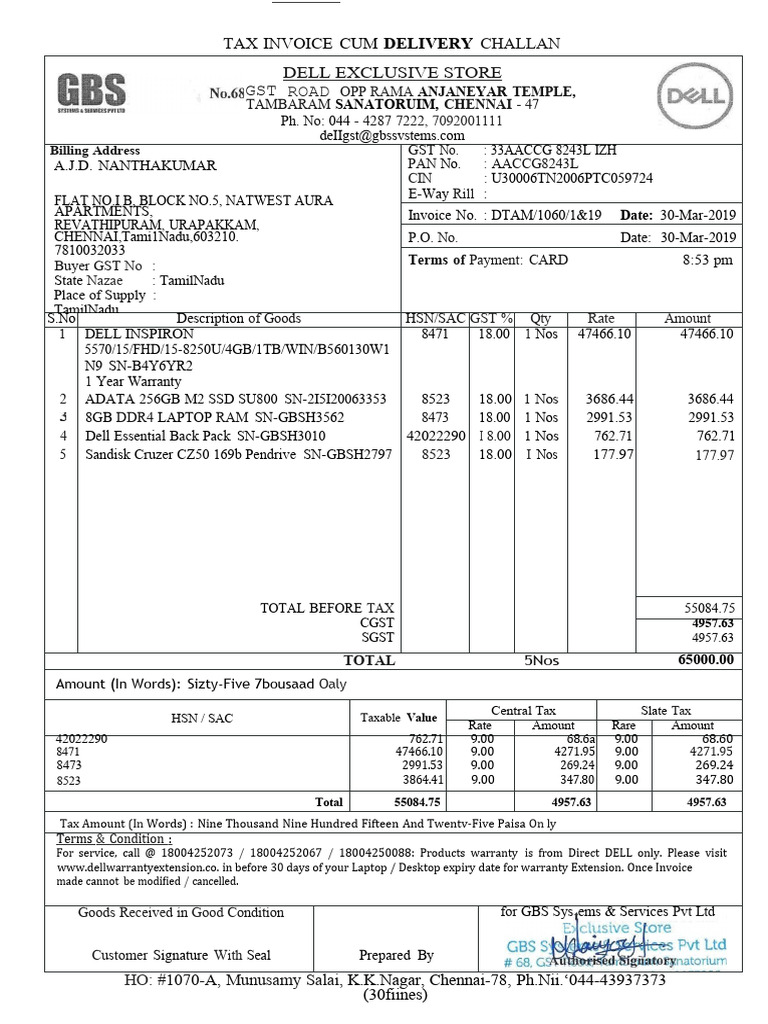 TAX INVOICE CUM DELIVERY CHALLAN
GBS
SYSTEMS & SERVICES PVT LTD
DELL EXCLUSIVE STORE
No.68GST ROAD OPP RAMA ANJANEYAR TEMPLE,
TAMBARAM SANATORUIM, CHENNAI - 47
Ph. No: 044 - 4287 7222, 7092001111
deIIgst@gbssvstems.com
DELL
Billing Address
A.J.D. NANTHAKUMAR
FLAT NO I B, BLOCK NO.5, NATWEST AURA
APARTMENTS,
REVATHIPURAM, URAPAKKAM,
CHENNAI,Tami1Nadu,603210.
7810032033
Buyer GST No :
State Nazae : TamilNadu
Place of Supply :
TamilNadu
GST No. : 33AACCG 8243L IZH
PAN No. : AACCG8243L
CIN : U30006TN2006PTC059724
E-Way Rill :
Invoice No. : DTAM/1060/1&19 Date: 30-Mar-2019
P.O. No. Date: 30-Mar-2019
Terms of Payment: CARD 8:53 pm
S.No Description of Goods HSN/SAC GST % Qty Rate Amount
1 DELL INSPIRON 8471 18.00 1 Nos 47466.10 47466.10
5570/15/FHD/15-8250U/4GB/1TB/WIN/B560130W1
N9 SN-B4Y6YR2
1 Year Warranty
2 ADATA 256GB M2 SSD SU800 SN-2I5I20063353 8523 18.00 1 Nos 3686.44 3686.44
3 8GB DDR4 LAPTOP RAM SN-GBSH3562 8473 18.00 1 Nos 2991.53 2991.53
4 Dell Essential Back Pack SN-GBSH3010 42022290 I 8.00 1 Nos 762.71 762.71
5 Sandisk Cruzer CZ50 169b Pendrive SN-GBSH2797 8523 18.00 I Nos 177.97 177.97
TOTAL BEFORE TAX 55084.75
CGST 4957.63
SGST 4957.63
TOTAL 5Nos 65000.00
Amount (In Words): Sizty-Five 7bousaad Oaly
HSN / SAC Taxable Value Central Tax Slate Tax
Rate Amount Rare Amount
42022290 762.71 9.00 68.6a 9.00 68.60
8471 47466.10 9.00 4271.95 9.00 4271.95
8473 2991.53 9.00 269.24 9.00 269.24
8523 3864.41 9.00 347.80 9.00 347.80
Total 55084.75 4957.63 4957.63
Tax Amount (In Words) : Nine Thousand Nine Hundred Fifteen And Twentv-Five Paisa On ly
Terms & Condition :
For service, call @ 18004252073 / 18004252067 / 18004250088: Products warranty is from Direct DELL only. Please visit
www.dellwarrantyextension.co. in before 30 days of your Laptop / Desktop expiry date for warranty Extension. Once Invoice
made cannot be modified / cancelled.
Goods Received in Good Condition
Customer Signature With Seal
Prepared By
for GBS Sys,ems & Services Pvt Ltd
Exclusive Store
GBS Pvt Ltd
# 68, GS Sanatorium
Authorised Signatory
HO: #1070-A, Munusamy Salai, K.K.Nagar, Chennai-78, Ph.Nii.‘044-43937373
(30fiines)